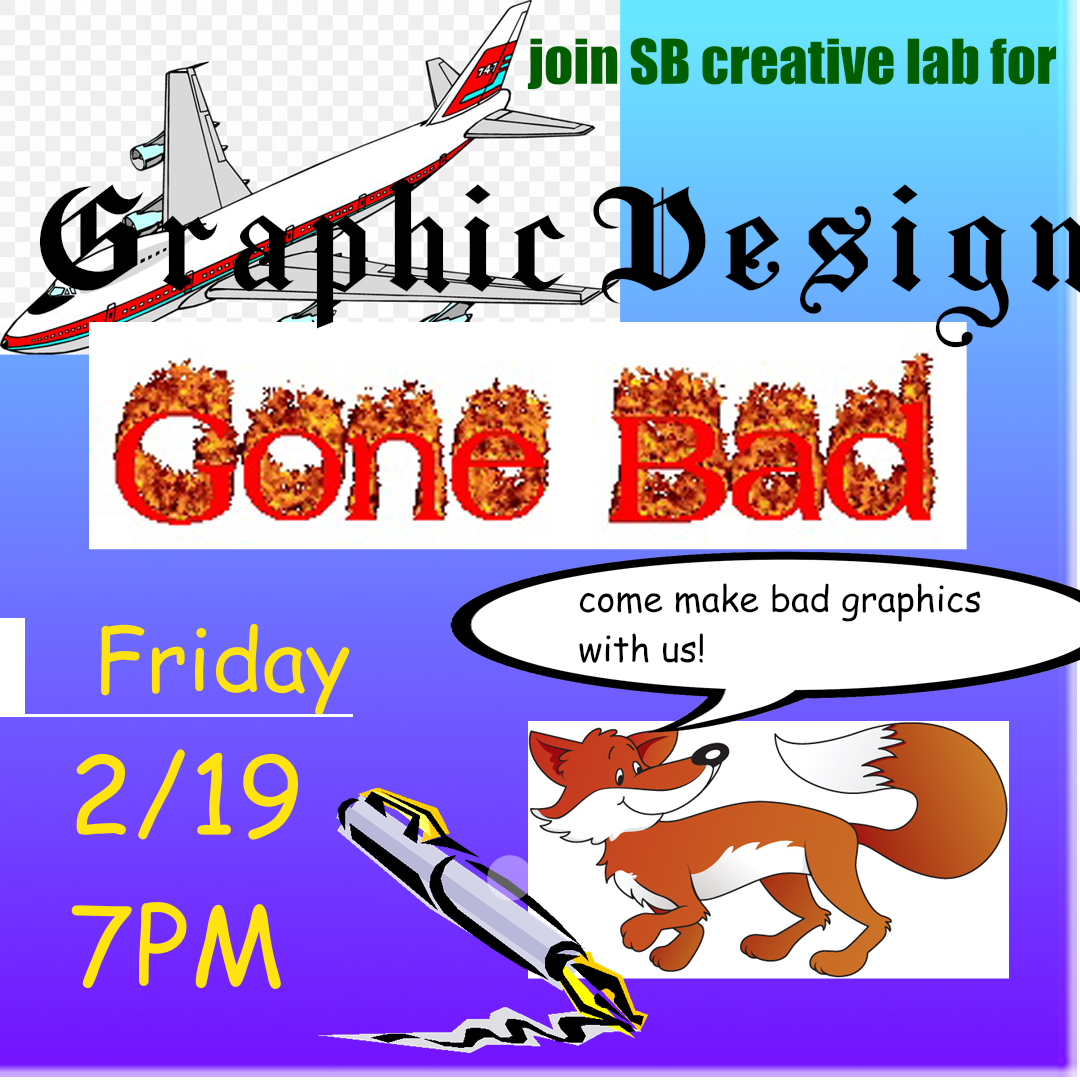 join SB creative lab for
747
Graphic Design
Gone Bad
come make bad graphics
with us!
Friday
2/19
7PM